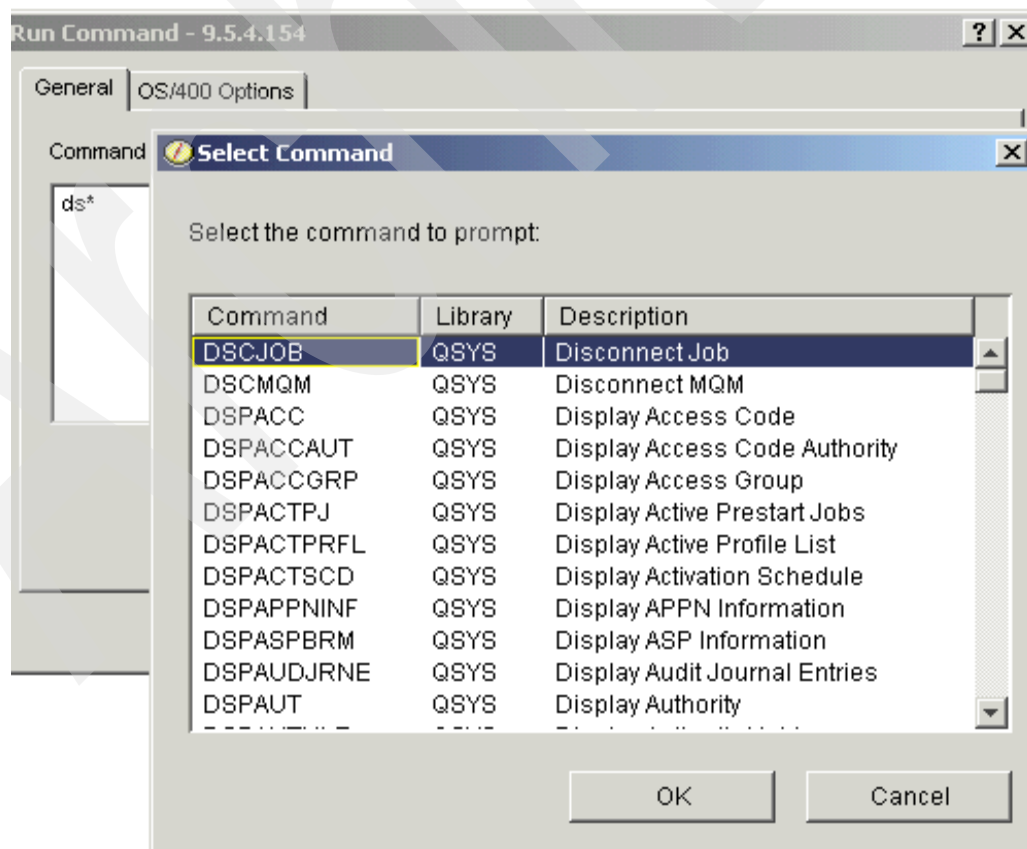 Run Command - 9.5.4.154
General OS/400 Options
Command
Select Command
ds*
Select the command to prompt:
Command Library Description
DSCJOB QSYS Disconnect Job
DSCMQM QSYS Disconnect MQM
DSPACC QSYS Display Access Code
DSPACCAUT QSYS Display Access Code Authority
DSPACCGRP QSYS Display Access Group
DSPACTPJ QSYS Display Active Prestart Jobs
DSPACTPRFL QSYS Display Active Profile List
DSPACTSCD QSYS Display Activation Schedule
DSPAPPNINF QSYS Display APPN Information
DSPASPBRM QSYS Display ASP Information
DSPAUDJRNE QSYS Display Audit Journal Entries
DSPAUT QSYS Display Authority
OK Cancel